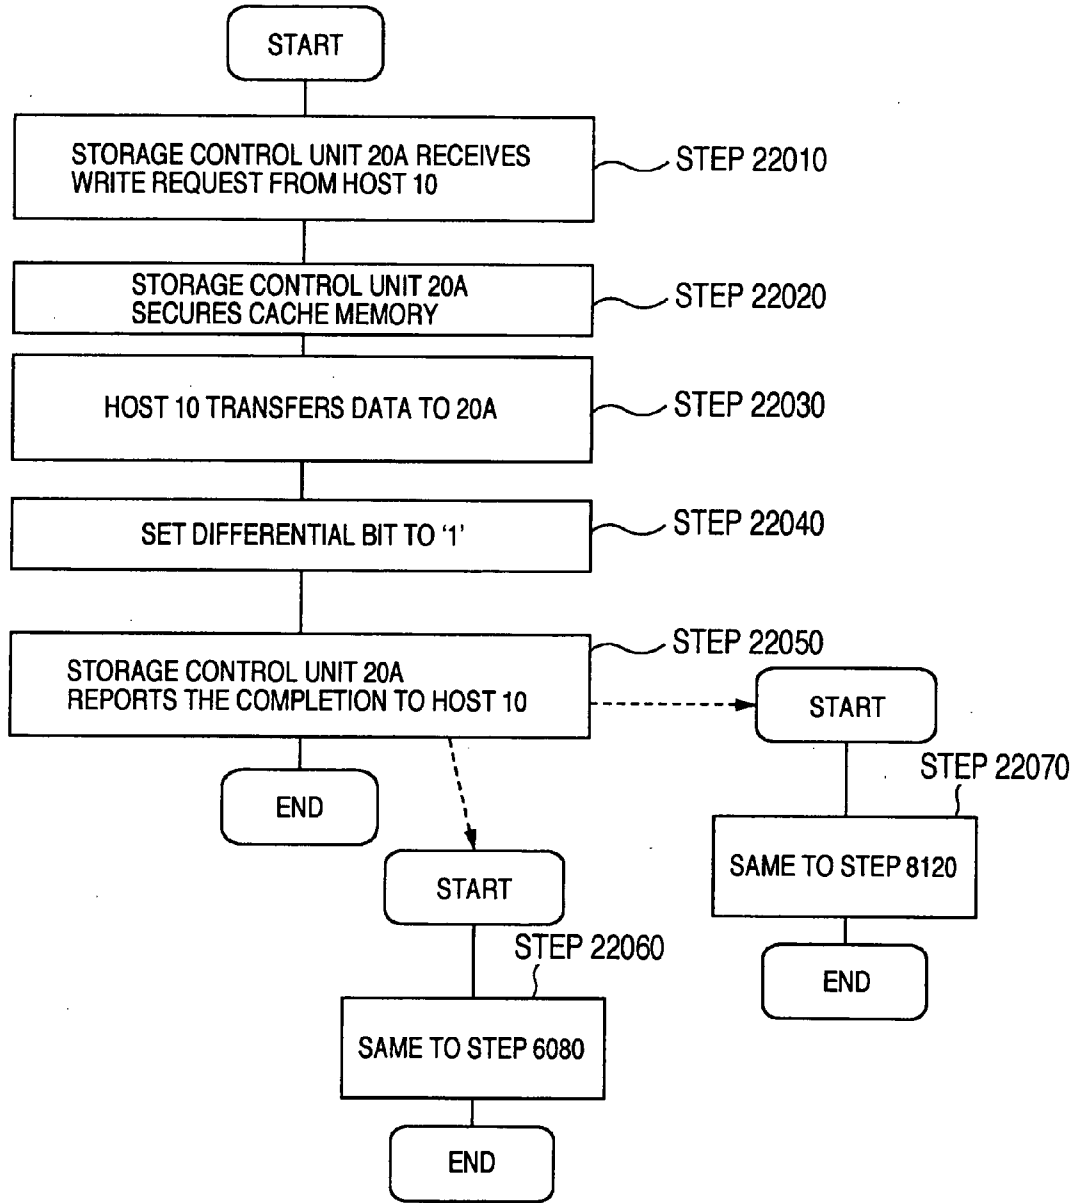 START
STORAGE CONTROL UNIT 20A RECEIVES
WRITE REQUEST FROM HOST 10
STEP 22010
STORAGE CONTROL UNIT 20A
SECURES CACHE MEMORY
STEP 22020
HOST 10 TRANSFERS DATA TO 20A
STEP 22030
SET DIFFERENTIAL BIT TO ‘1’
STEP 22040
STORAGE CONTROL UNIT 20A
REPORTS THE COMPLETION TO HOST 10
STEP 22050
START
STEP 22070
END
SAME TO STEP 8120
START
END
STEP 22060
SAME TO STEP 6080
END